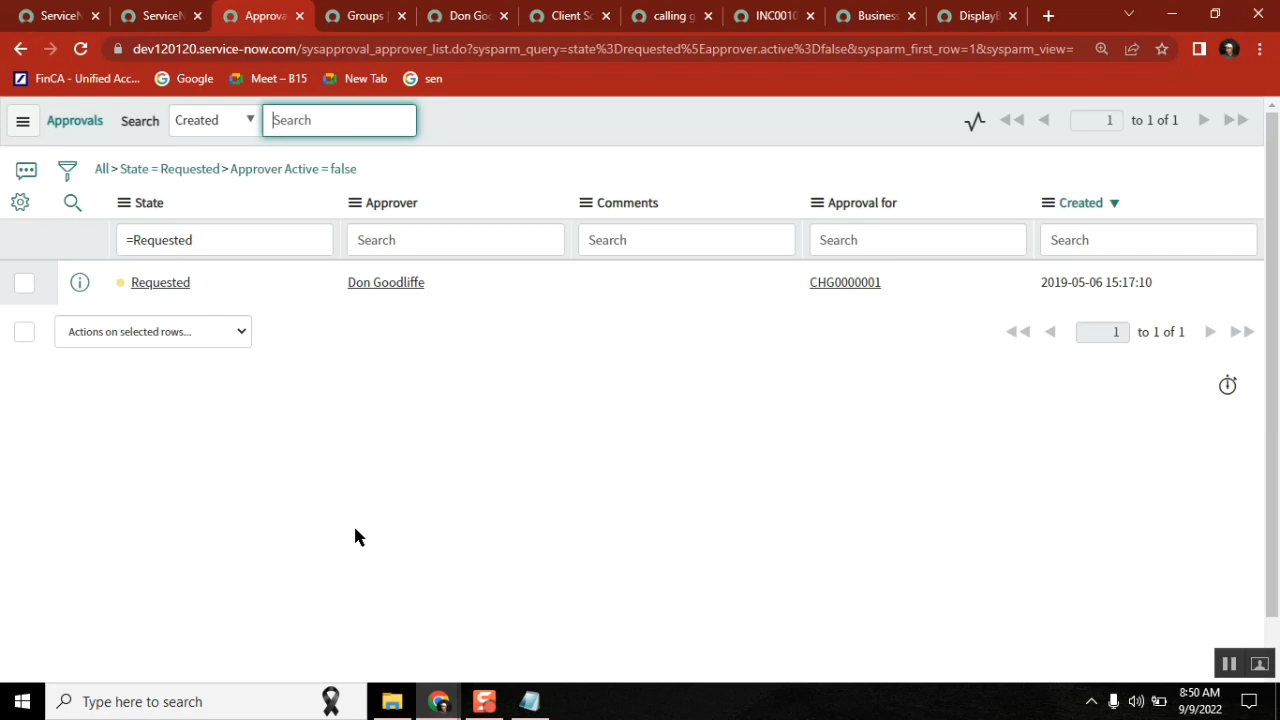 ServiceN
ServiceN
Approva
Groups |
Don Goo
Client Sc
calling g
INC0010
Business
DisplayB
dev120120.service-now.com/sysapproval_approver_list.do?sysparm_query=state%3Drequested%5Eapprover.active%3Dfalse&sysparm_first_row=1&sysparm_view=
FinCA - Unified Acc...
Google
Meet – B15
New Tab
sen
Approvals
Search
Created
Search
1 to 1 of 1
All > State = Requested > Approver Active = false
State
Approver
Comments
Approval for
Created
=Requested
Search
Search
Search
Search
Requested
Don Goodliffe
CHG0000001
2019-05-06 15:17:10
Actions on selected rows...
1 to 1 of 1
Type here to search
8:50 AM
9/9/2022